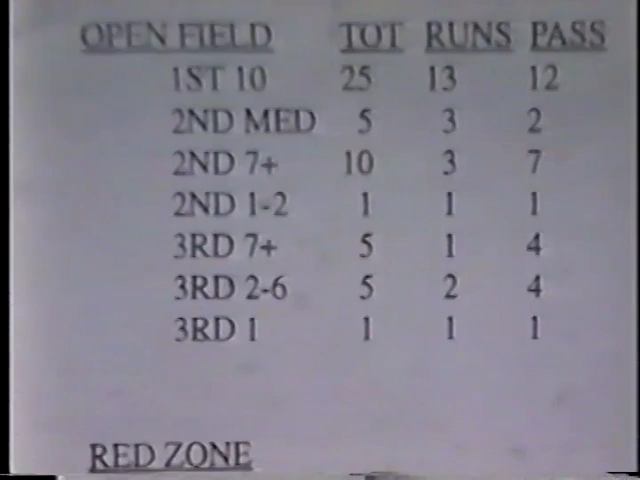 OPEN FIELD TOT RUNS PASS
1ST 10 25 13 12
2ND MED 5 3 2
2ND 7+ 10 3 7
2ND 1-2 1 1 1
3RD 7+ 5 1 4
3RD 2-6 5 2 4
3RD 1 1 1 1
RED ZONE